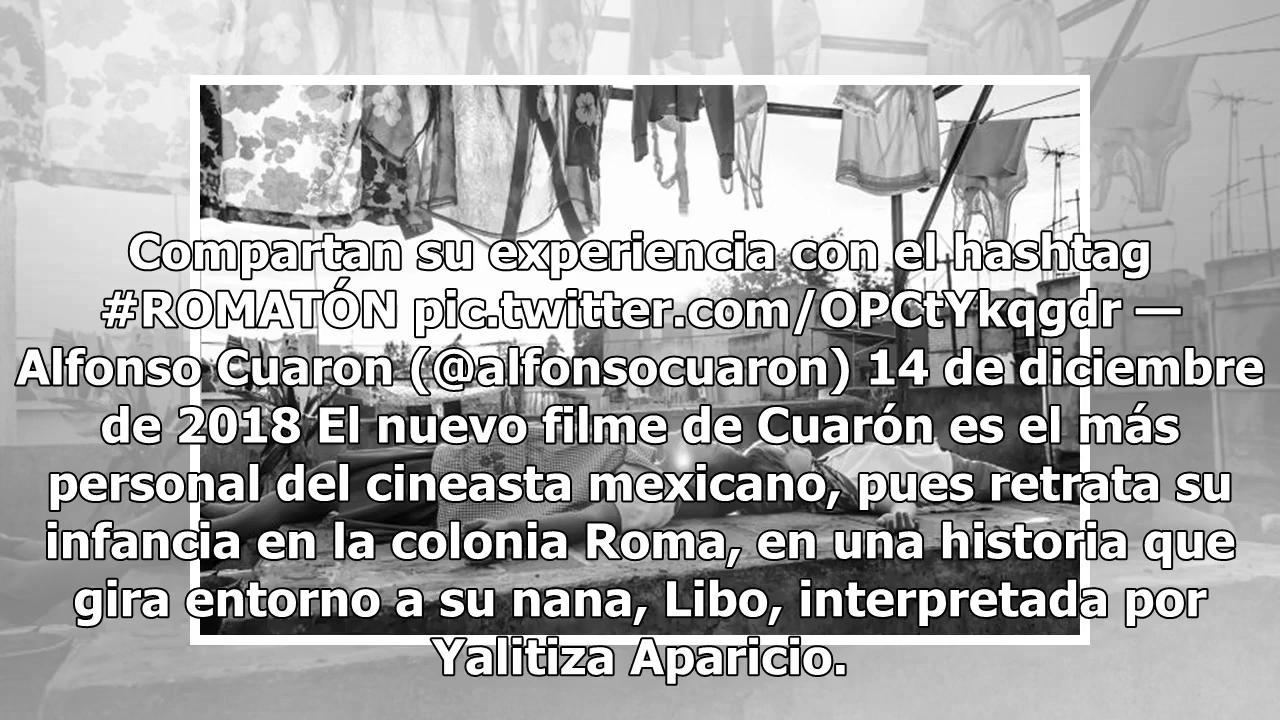 Compartan su experiencia con el hashtag
#ROMATÓN pic.twitter.com/OPCtYkqgdr —
Alfonso Cuaron (@alfonsocuaron) 14 de diciembre
de 2018 El nuevo filme de Cuarón es el más
personal del cineasta mexicano, pues retrata su
infancia en la colonia Roma, en una historia que
gira entorno a su nana, Libo, interpretada por
Yalitiza Aparicio.